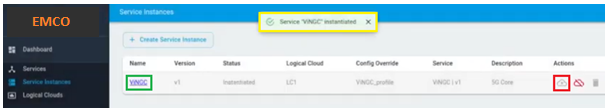 EMCO
Service Instances
Service "ViNGC" Instantiated
Dashboard
Services
Service Instances
Logical Clouds
+ Create Service Instance
Name Version Status Logical Cloud Config Override Service Description Actions
ViNGC v1 Instantiated LC1 ViNGC_profile ViNGC | v1 5G Core